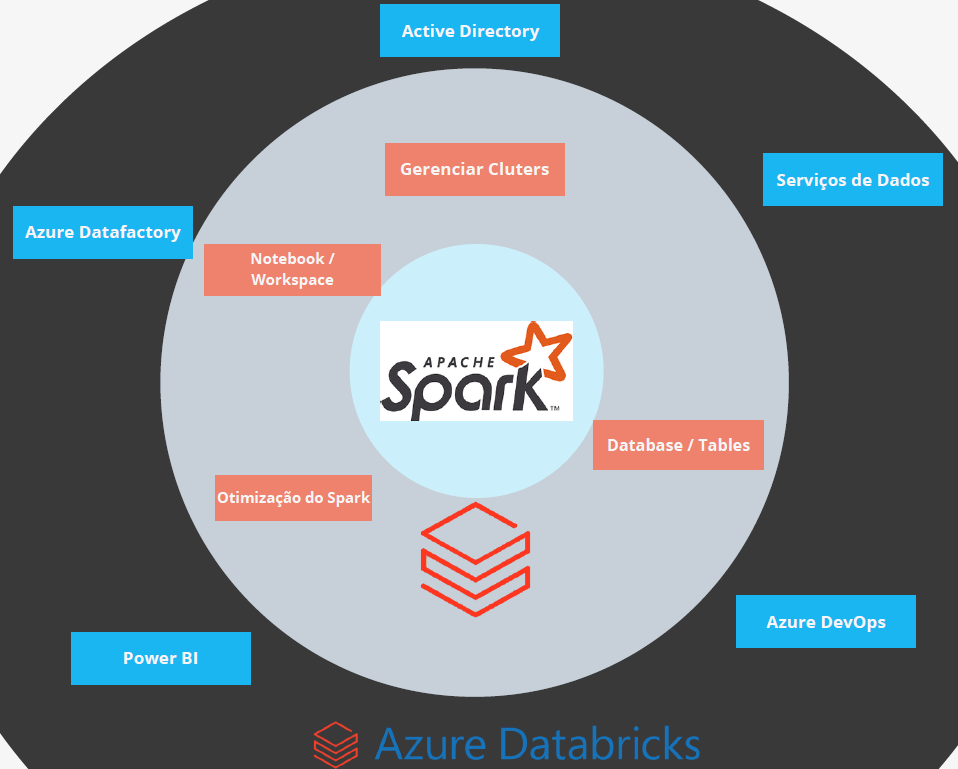 Active Directory
Gerenciar Cluters
Serviços de Dados
Azure Datafactory
Notebook /
Workspace
APACHE
Spark™
Database / Tables
Otimização do Spark
Azure DevOps
Power BI
Azure Databricks